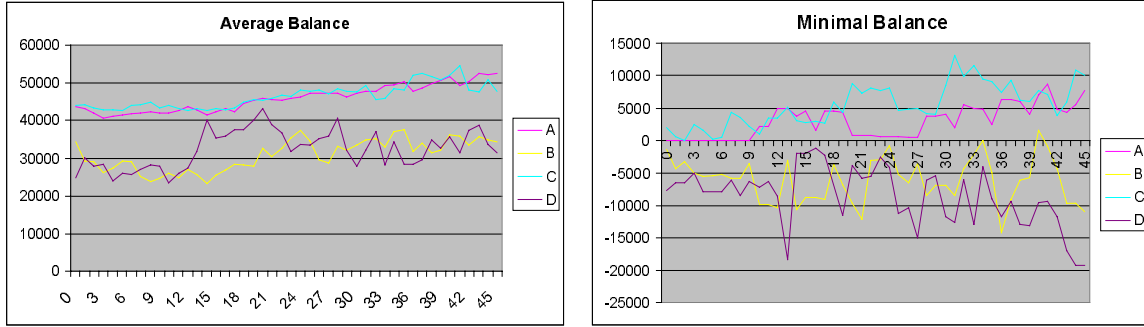 Average Balance
60000
50000
40000
30000
20000
10000
0
0 3 6 9 12 15 18 21 24 27 30 33 36 39 42 45
A
B
C
D
Minimal Balance
15000
10000
5000
0
-5000
-10000
-15000
-20000
-25000
0 3 6 9 12 15 18 21 24 27 30 33 36 39 42 45
A
B
C
D